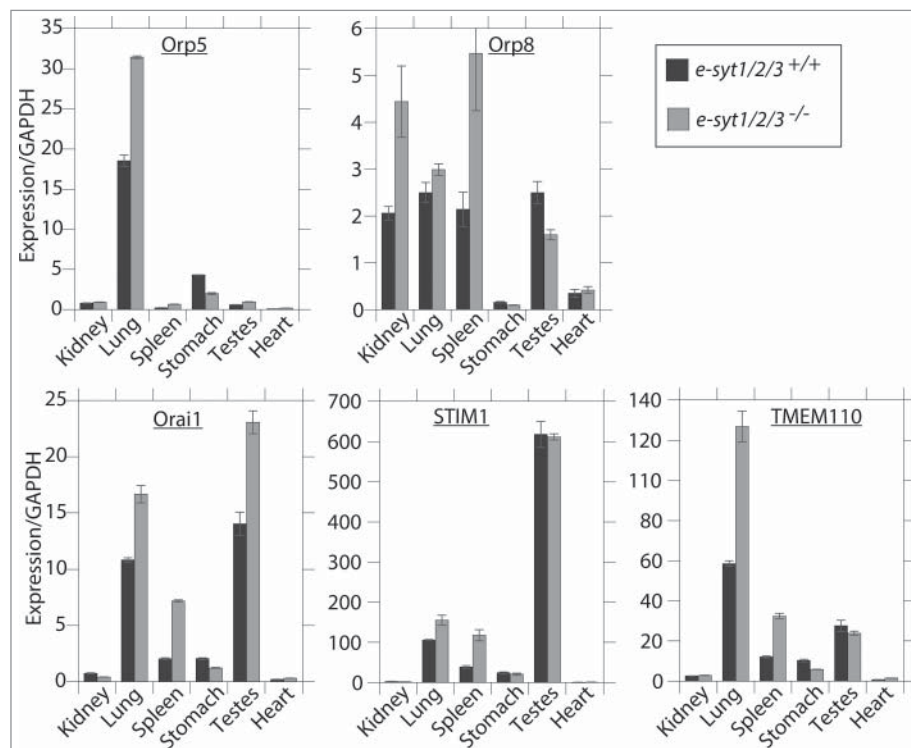 Orp5
Expression/GAPDH
35
30
25
20
15
10
5
0
Kidney
Lung
Spleen
Stomach
Testes
Heart
Orp8
6
5
4
3
2
1
0
Kidney
Lung
Spleen
Stomach
Testes
Heart
e-syt1/2/3 +/+
e-syt1/2/3 -/-
Orai1
Expression/GAPDH
25
20
15
10
5
0
Kidney
Lung
Spleen
Stomach
Testes
Heart
STIM1
700
600
500
400
300
200
100
0
Kidney
Lung
Spleen
Stomach
Testes
Heart
TMEM110
140
120
110
130
60
40
20
0
Kidney
Lung
Spleen
Stomach
Testes
Heart